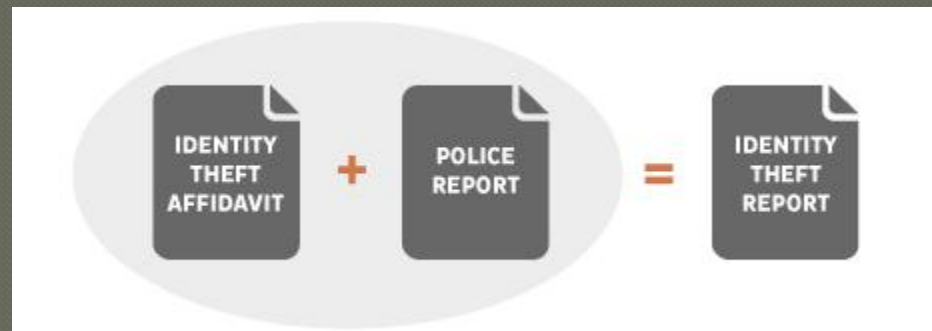 IDENTITY
THEFT
AFFIDAVIT
+
POLICE
REPORT
=
IDENTITY
THEFT
REPORT